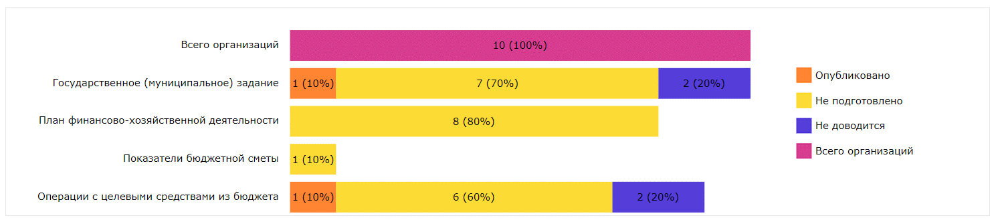 Всего организаций 10 (100%)
Государственное (муниципальное) задание 1 (10%) 7 (70%) 2 (20%)
План финансово-хозяйственной деятельности 8 (80%)
Показатели бюджетной сметы 1 (10%)
Операции с целевыми средствами из бюджета 1 (10%) 6 (60%) 2 (20%)
Опубликовано
Не подготовлено
Не доводится
Всего организаций